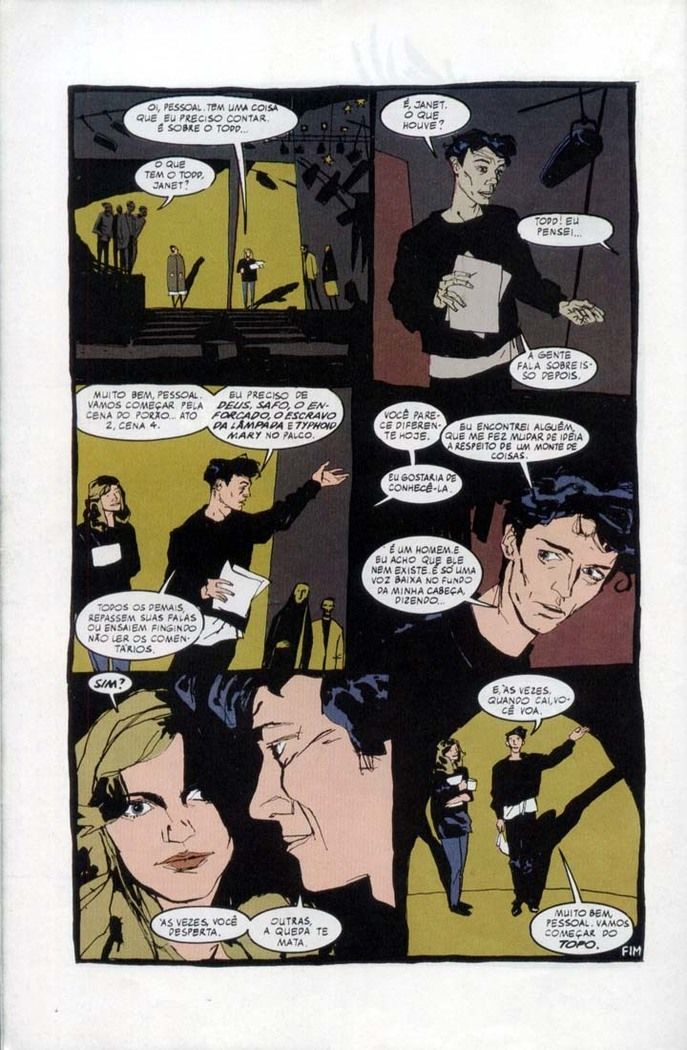 OI, PESSOAL. TEM UMA COISA
QUE EU PRECISO CONTAR.
É SOBRE O TODD...
O QUE
TEM O TODD,
JANET?
É, JANET.
O QUE
HOUVE?
TODD! EU
PENSEI...
A GENTE
FALA SOBRE IS-
SO DEPOIS.
MUITO BEM, PESSOAL.
VAMOS COMEÇAR PELA
CENA DO PORÃO... ATO
2, CENA 4.
EU PRECISO DE
DEUS, SAFO, O EN-
FORCADO, O ESCRAVO
DA LÂMPADA E TYPHOID
MARY NO PALCO.
TODOS OS DEMAIS,
REPASSEM SUAS FALAS
OU ENSAIEM FINGINDO
NÃO LER OS COMEN-
TÁRIOS.
VOCÊ PARE-
CE DIFEREN-
TE HOJE.
EU ENCONTREI ALGUÉM,
QUE ME FEZ MUDAR DE IDÉIA
A RESPEITO DE UM MONTE DE
COISAS.
EU GOSTARIA DE
CONHECÊ-LA.
É UM HOMEM. E
EU ACHO QUE ELE
NEM EXISTE. É SÓ UMA
VOZ BAIXA NO FUNDO
DA MINHA CABEÇA,
DIZENDO...
SIM?
ÀS VEZES, VOCÊ
DESPERTA.
OUTRAS,
A QUEDA TE
MATA.
E, ÀS VEZES,
QUANDO CAI, VO-
CÊ VOA.
MUITO BEM,
PESSOAL. VAMOS
COMEÇAR DO
TOPO.
FIM